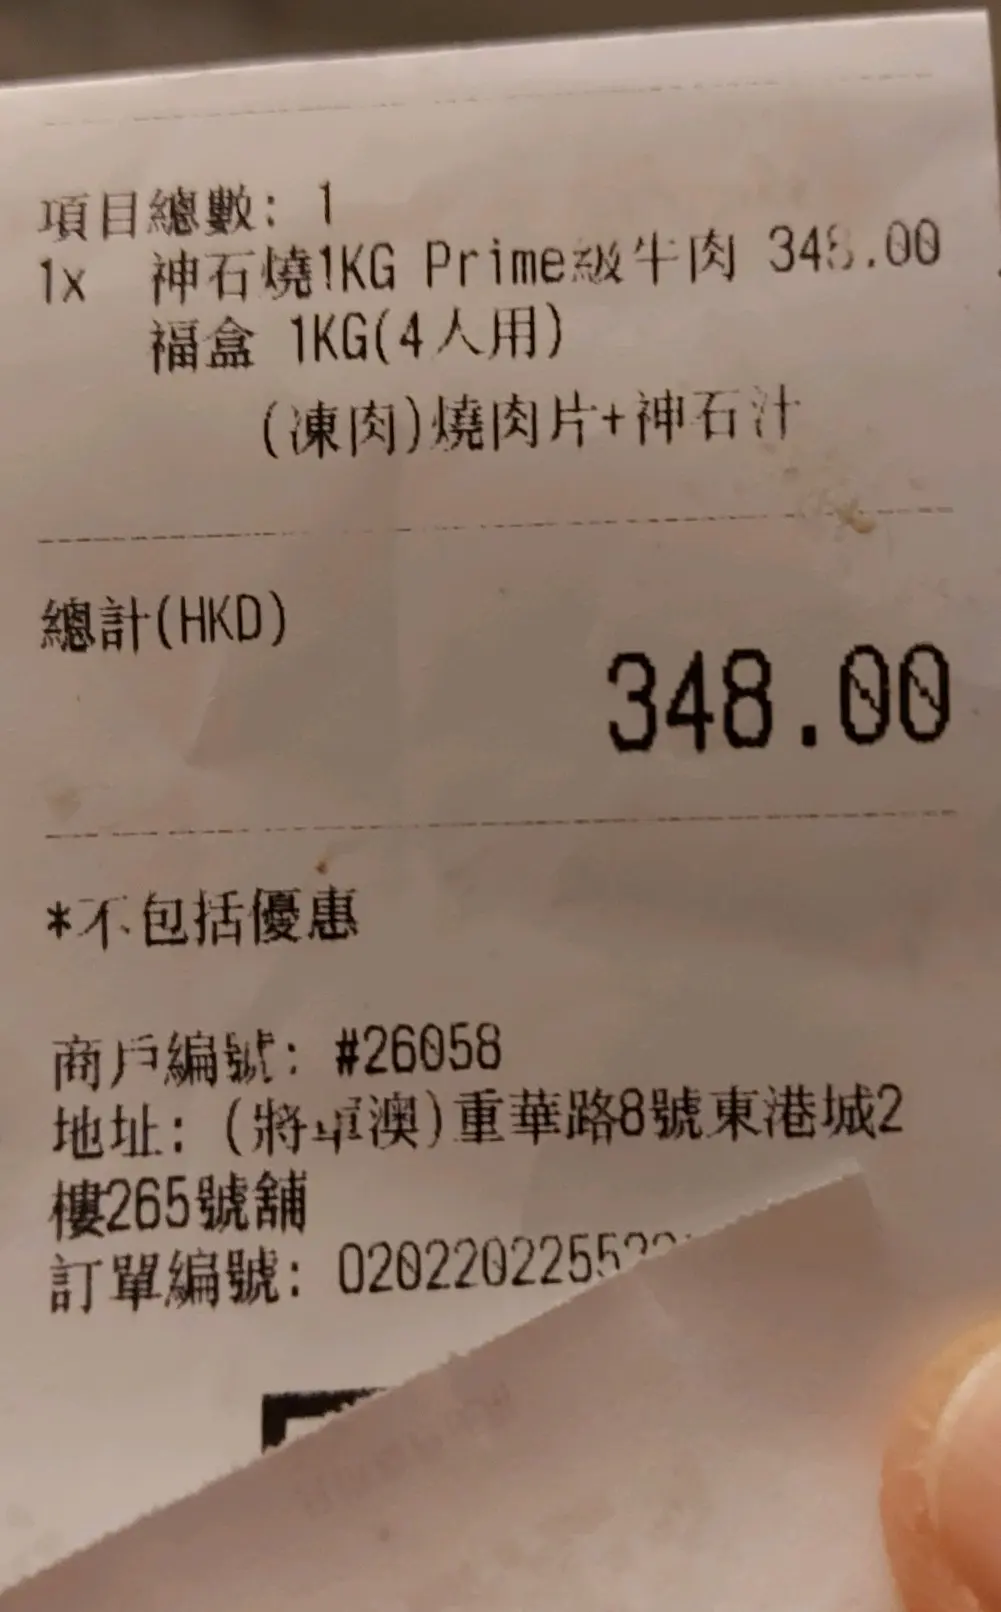 項目總數: 1
1x 神石燒1KG Prime級牛肉 348.00
福盒 1KG(4人用)
(凍肉)燒肉片+神石汁
總計(HKD)
348.00
*不包括優惠
商戶編號: #26058
地址: (將軍澳)重華路8號東港城2
樓265號舖
訂單編號: